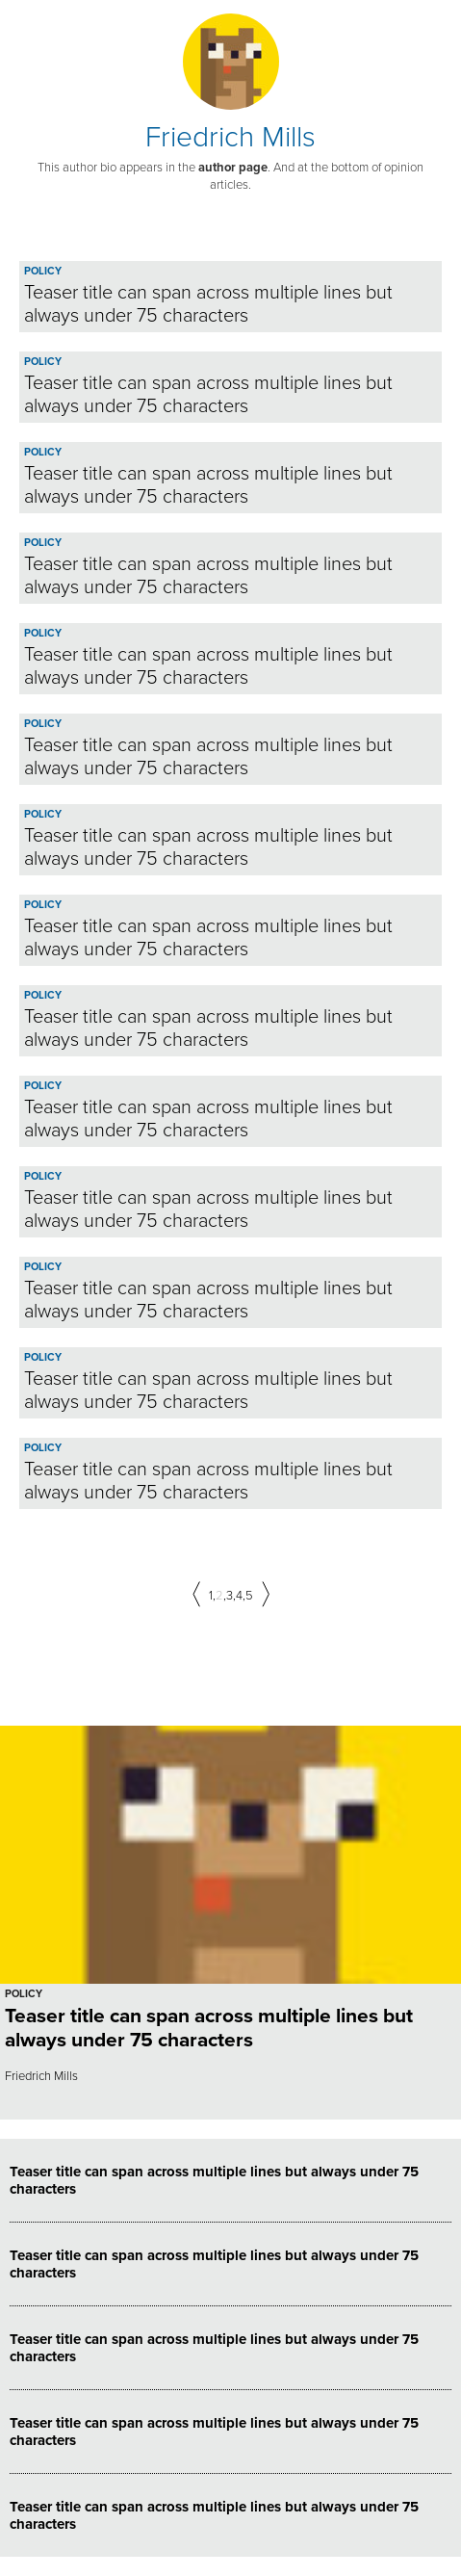 Friedrich Mills
This author bio appears in the author page. And at the bottom of opinion
articles.
POLICY
Teaser title can span across multiple lines but
always under 75 characters
POLICY
Teaser title can span across multiple lines but
always under 75 characters
POLICY
Teaser title can span across multiple lines but
always under 75 characters
POLICY
Teaser title can span across multiple lines but
always under 75 characters
POLICY
Teaser title can span across multiple lines but
always under 75 characters
POLICY
Teaser title can span across multiple lines but
always under 75 characters
POLICY
Teaser title can span across multiple lines but
always under 75 characters
POLICY
Teaser title can span across multiple lines but
always under 75 characters
POLICY
Teaser title can span across multiple lines but
always under 75 characters
POLICY
Teaser title can span across multiple lines but
always under 75 characters
POLICY
Teaser title can span across multiple lines but
always under 75 characters
POLICY
Teaser title can span across multiple lines but
always under 75 characters
POLICY
Teaser title can span across multiple lines but
always under 75 characters
POLICY
Teaser title can span across multiple lines but
always under 75 characters
1,2,3,4,5
POLICY
Teaser title can span across multiple lines but
always under 75 characters
Friedrich Mills
Teaser title can span across multiple lines but always under 75
characters
Teaser title can span across multiple lines but always under 75
characters
Teaser title can span across multiple lines but always under 75
characters
Teaser title can span across multiple lines but always under 75
characters
Teaser title can span across multiple lines but always under 75
characters